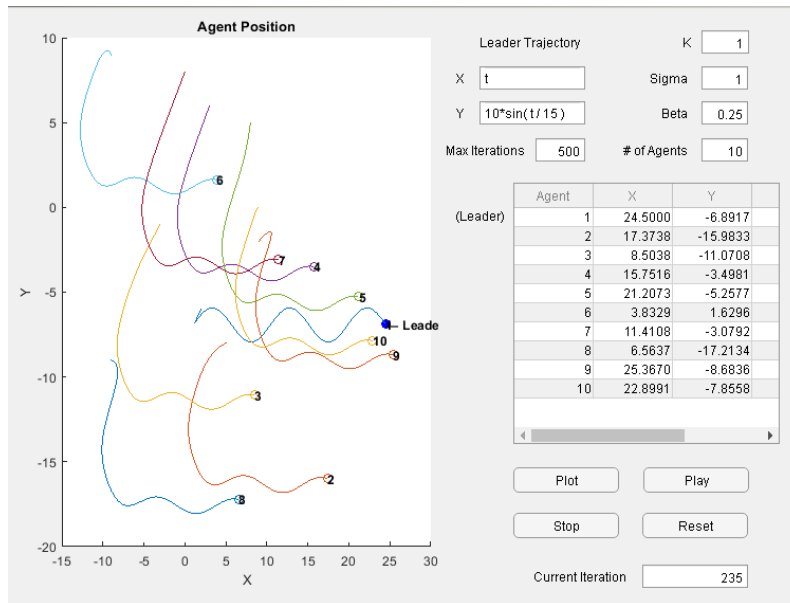 Agent Position
10
5
0
-5
-10
-15
-20
-15
-10
-5
0
5
10
15
20
25
30
X
Y
6
7
4
5
Leade
10
9
3
2
8
Leader Trajectory
K 1
X t
Sigma 1
Y 10*sin(t/15)
Beta 0.25
Max Iterations 500
# of Agents 10
Agent X Y
(Leader) 1 24.5000 -6.8917
2 17.3738 -15.9833
3 8.5038 -11.0708
4 15.7516 -3.4981
5 21.2073 -5.2577
6 3.8329 1.6296
7 11.4108 -3.0792
8 6.5637 -17.2134
9 25.3670 -8.6836
10 22.8991 -7.8558
Plot
Play
Stop
Reset
Current Iteration 235